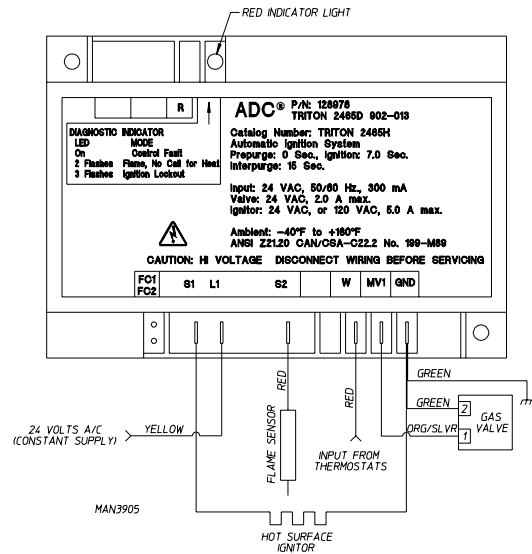 RED INDICATOR LIGHT
R
ADC® P/N: 128976
TRITON 2465D 902-013
DIAGNOSTIC INDICATOR
LED MODE
On Control Fault
2 Flashes Flame, No Call for Heat
3 Flashes Ignition Lockout
Catalog Number: TRITON 2465H
Automatic Ignition System
Prepurge: 0 Sec., Ignition: 7.0 Sec.
Interpurge: 15 Sec.
Input: 24 VAC, 50/60 Hz., 300 mA
Valve: 24 VAC, 2.0 A max.
Ignitor: 24 VAC, or 120 VAC, 5.0 A max.
Ambient: -40°F to +160°F
ANSI Z21.20 CAN/CSA-C22.2 No. 199-M89
CAUTION: HI VOLTAGE DISCONNECT WIRING BEFORE SERVICING
FC1
FC2
S1 L1 S2 W MV1 GND
GREEN
RED
RED
GREEN
2
GAS
VALVE
ORG/SLVR
1
24 VOLTS A/C
(CONSTANT SUPPLY)
YELLOW
FLAME SENSOR
INPUT FROM
THERMOSTATS
MAN3905
HOT SURFACE
IGNITOR